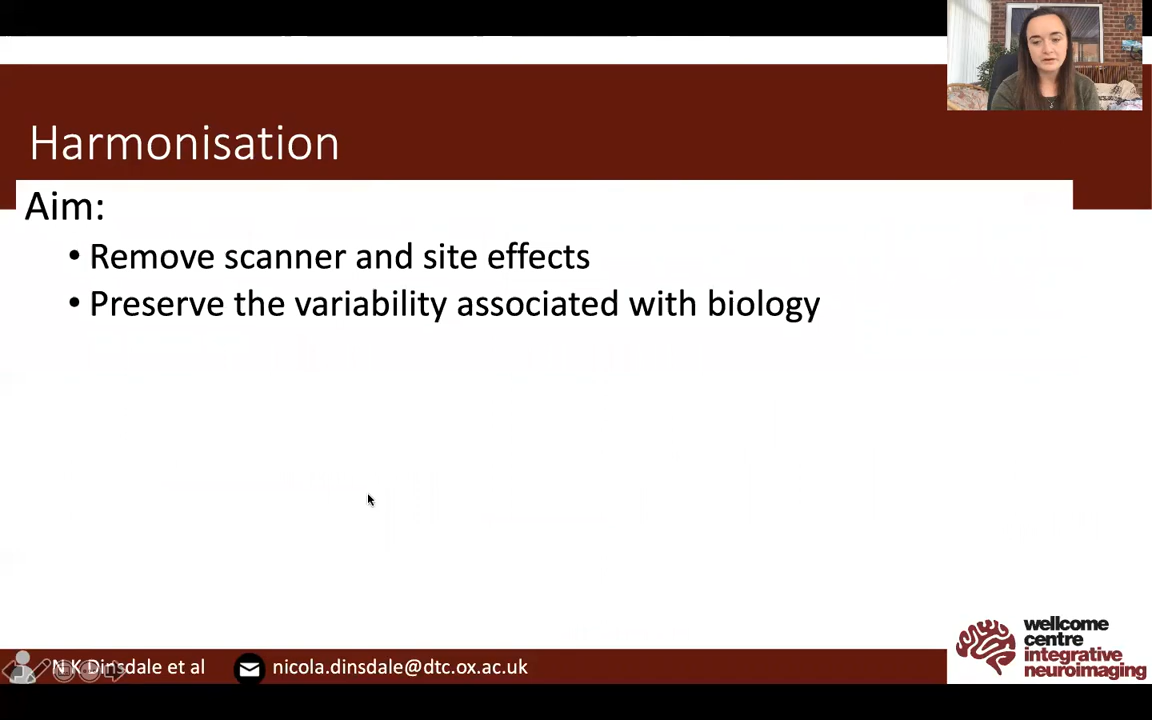 Harmonisation
Aim:
• Remove scanner and site effects
• Preserve the variability associated with biology
N K Dinsdale et al
nicola.dinsdale@dtc.ox.ac.uk
wellcome
centre
integrative
neuroimaging